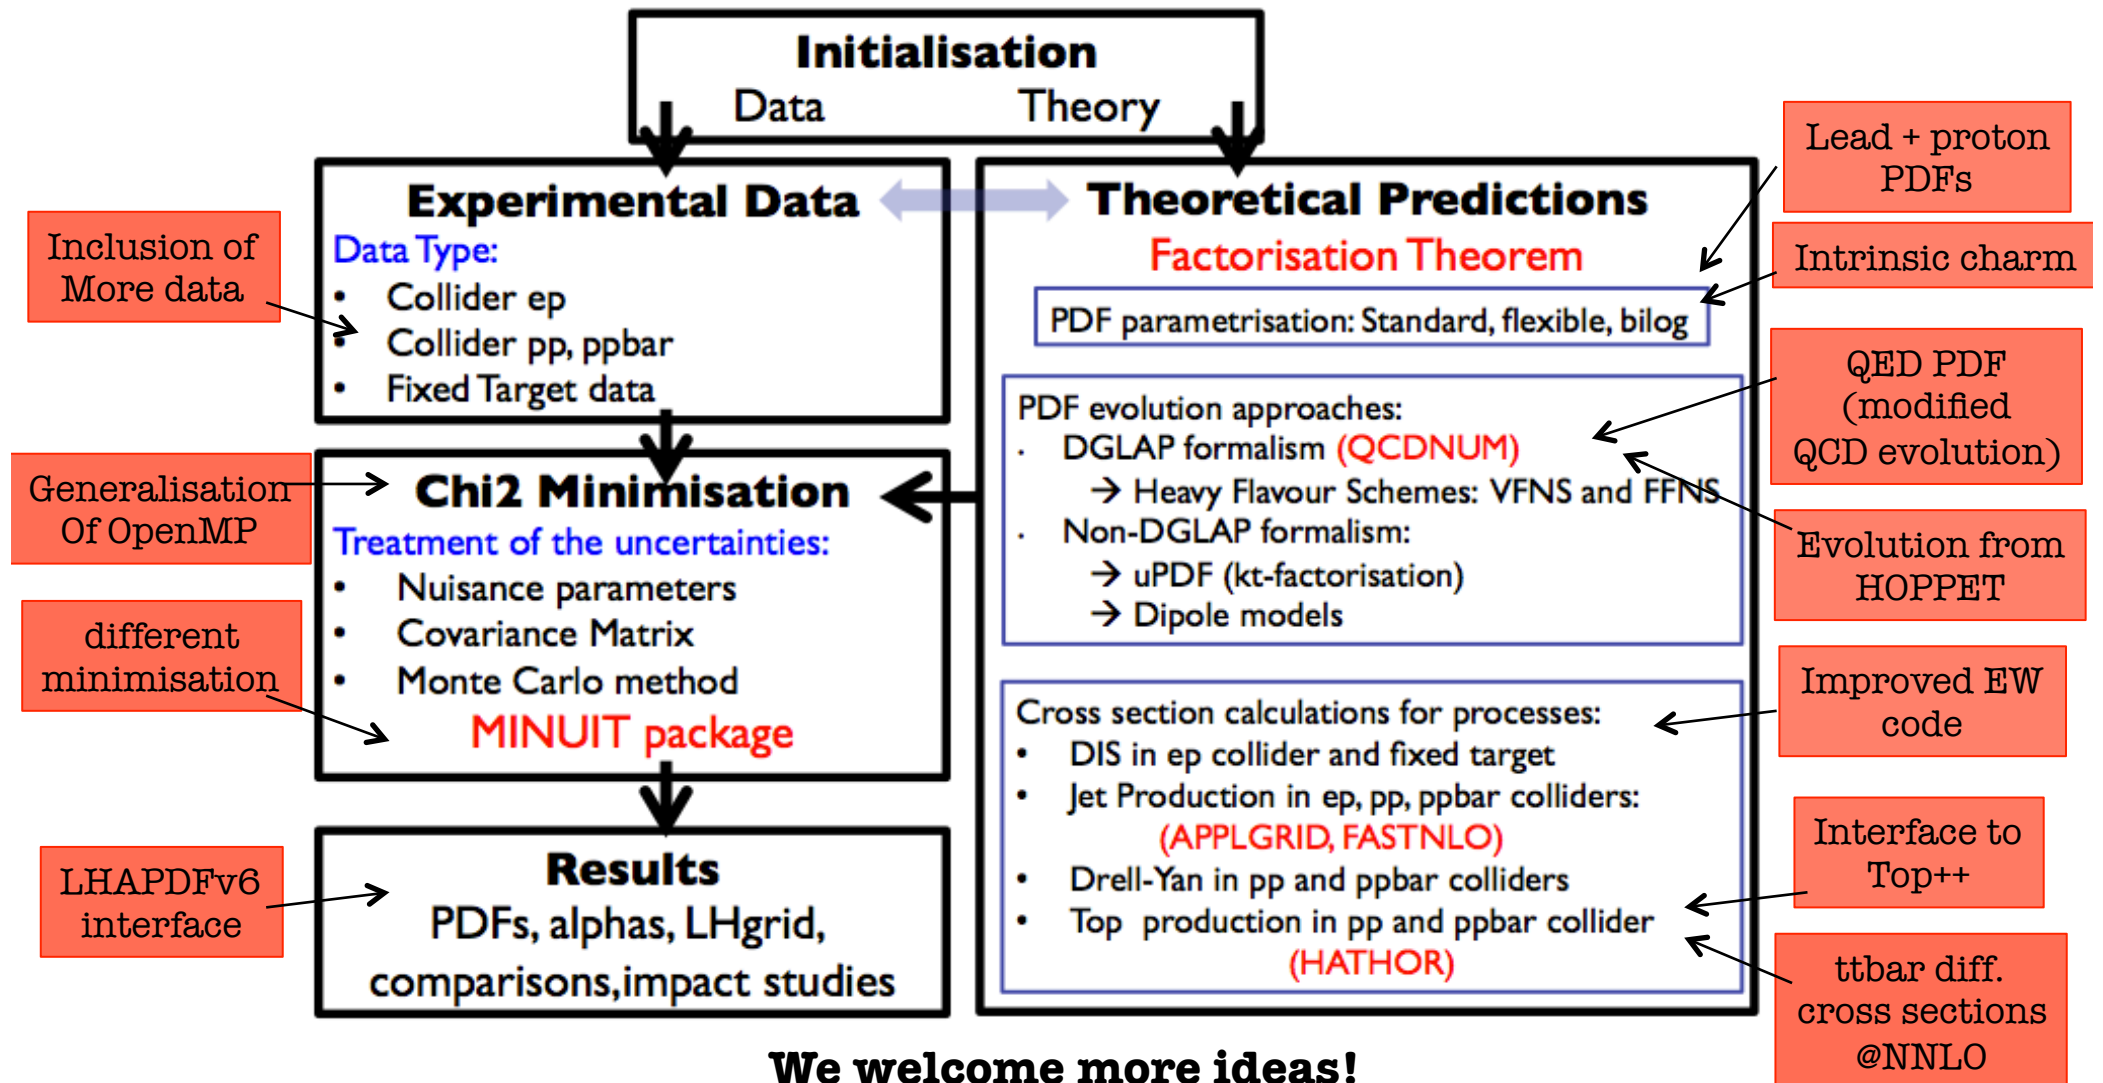 Initialisation
Data Theory
Experimental Data
Data Type:
• Collider ep
• Collider pp, ppbar
• Fixed Target data
Chi2 Minimisation
Treatment of the uncertainties:
• Nuisance parameters
• Covariance Matrix
• Monte Carlo method
MINUIT package
Results
PDFs, alphas, LHgrid,
comparisons,impact studies
Theoretical Predictions
Factorisation Theorem
PDF parametrisation: Standard, flexible, bilog
PDF evolution approaches:
· DGLAP formalism (QCDNUM)
→ Heavy Flavour Schemes: VFNS and FFNS
· Non-DGLAP formalism:
→ uPDF (kt-factorisation)
→ Dipole models
Cross section calculations for processes:
• DIS in ep collider and fixed target
• Jet Production in ep, pp, ppbar colliders:
(APPLGRID, FASTNLO)
• Drell-Yan in pp and ppbar colliders
• Top production in pp and ppbar collider
(HATHOR)
Inclusion of
More data
Generalisation
Of OpenMP
different
minimisation
LHAPDFv6
interface
Lead + proton
PDFs
Intrinsic charm
QED PDF
(modified
QCD evolution)
Evolution from
HOPPET
Improved EW
code
Interface to
Top++
ttbar diff.
cross sections
@NNLO
We welcome more ideas!